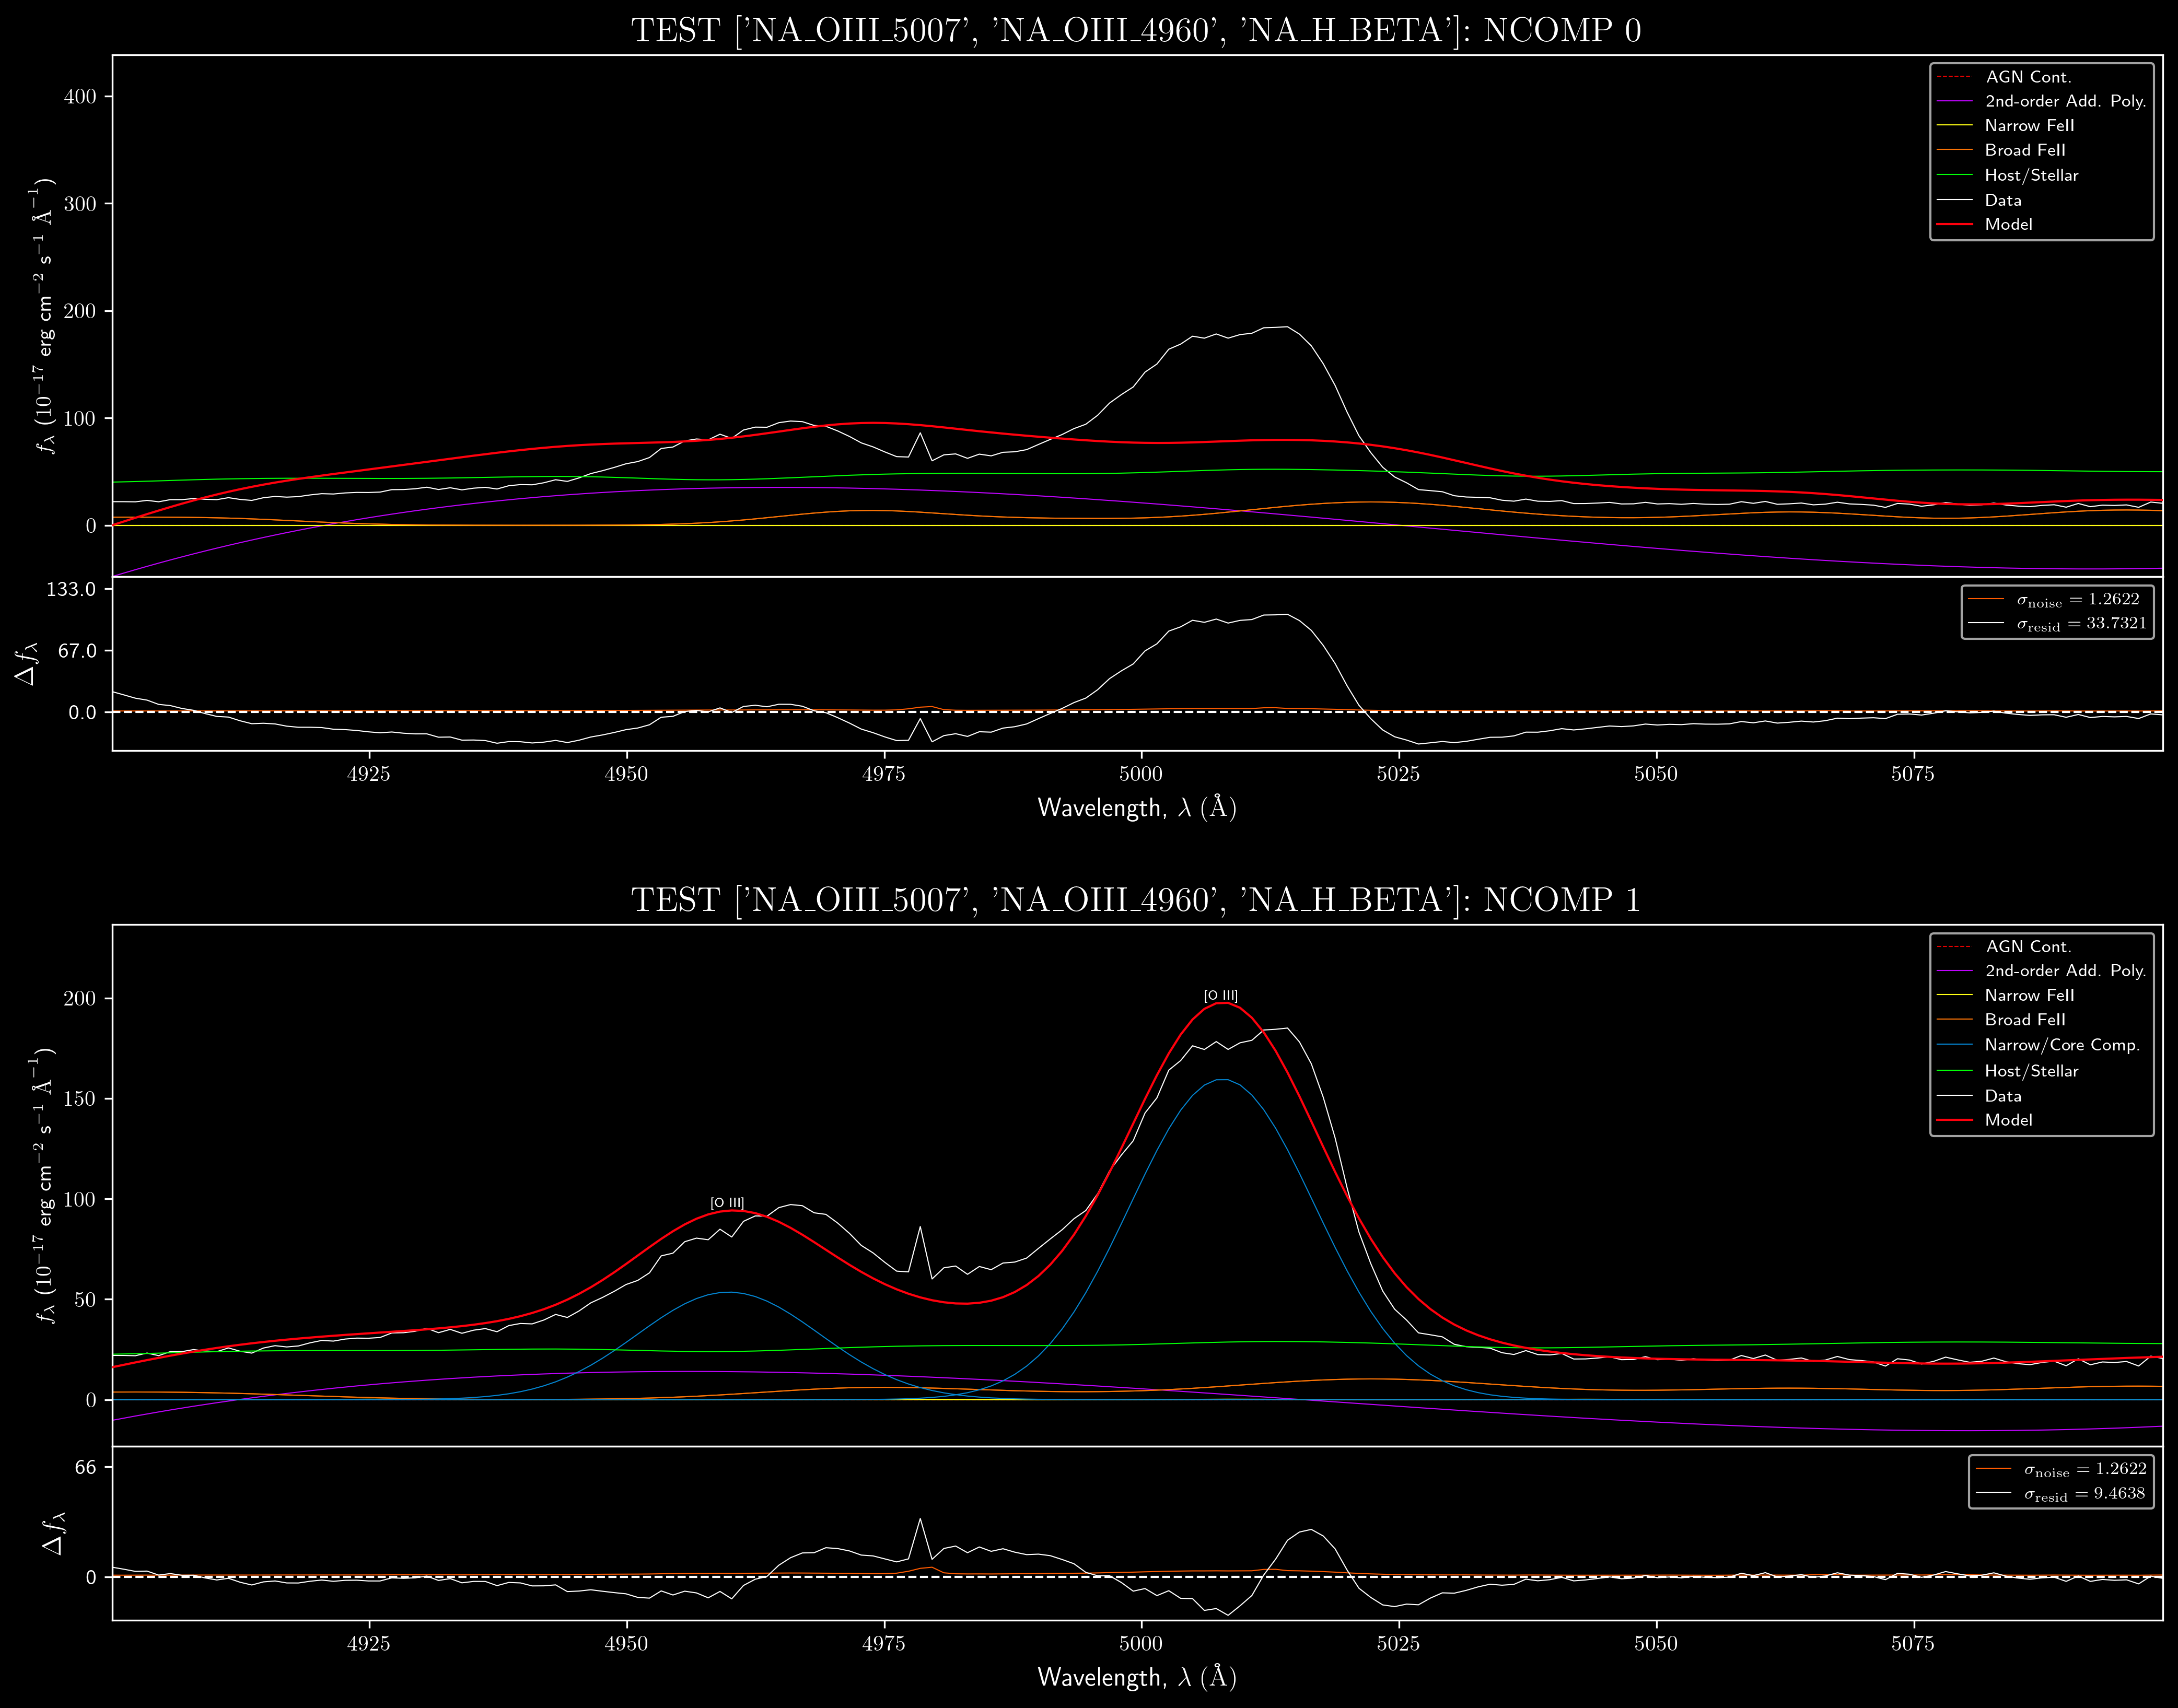 TEST ['NA_OIII_5007', 'NA_OIII_4960', 'NA_H_BETA']: NCOMP 0
400
300
200
100
0
fλ (10−17 erg cm−2 s−1 Å−1)
AGN Cont.
2nd-order Add. Poly.
Narrow FeII
Broad FeII
Host/Stellar
Data
Model
133.0
67.0
0.0
Δfλ
σnoise = 1.2622
σresid = 33.7321
4925 4950 4975 5000 5025 5050 5075
Wavelength, λ (Å)
TEST ['NA_OIII_5007', 'NA_OIII_4960', 'NA_H_BETA']: NCOMP 1
200
150
100
50
0
fλ (10−17 erg cm−2 s−1 Å−1)
[O III]
[O III]
AGN Cont.
2nd-order Add. Poly.
Narrow FeII
Broad FeII
Narrow/Core Comp.
Host/Stellar
Data
Model
66
0
Δfλ
σnoise = 1.2622
σresid = 9.4638
4925 4950 4975 5000 5025 5050 5075
Wavelength, λ (Å)